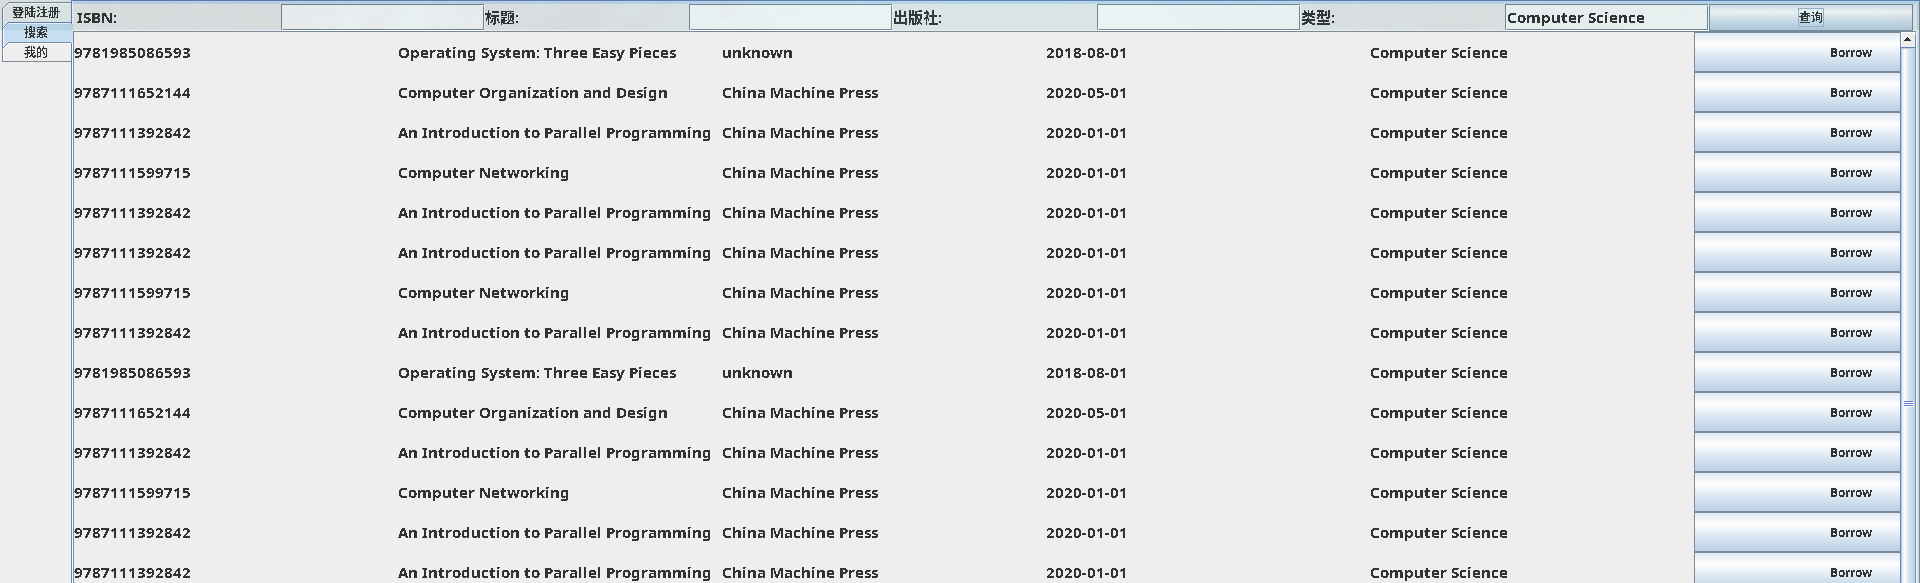 登陆注册
搜索
我的
ISBN: 标题: 出版社: 类型: Computer Science 查询
9781985086593 Operating System: Three Easy Pieces unknown 2018-08-01 Computer Science Borrow
9787111652144 Computer Organization and Design China Machine Press 2020-05-01 Computer Science Borrow
9787111392842 An Introduction to Parallel Programming China Machine Press 2020-01-01 Computer Science Borrow
9787111599715 Computer Networking China Machine Press 2020-01-01 Computer Science Borrow
9787111392842 An Introduction to Parallel Programming China Machine Press 2020-01-01 Computer Science Borrow
9787111392842 An Introduction to Parallel Programming China Machine Press 2020-01-01 Computer Science Borrow
9787111599715 Computer Networking China Machine Press 2020-01-01 Computer Science Borrow
9787111392842 An Introduction to Parallel Programming China Machine Press 2020-01-01 Computer Science Borrow
9781985086593 Operating System: Three Easy Pieces unknown 2018-08-01 Computer Science Borrow
9787111652144 Computer Organization and Design China Machine Press 2020-05-01 Computer Science Borrow
9787111392842 An Introduction to Parallel Programming China Machine Press 2020-01-01 Computer Science Borrow
9787111599715 Computer Networking China Machine Press 2020-01-01 Computer Science Borrow
9787111392842 An Introduction to Parallel Programming China Machine Press 2020-01-01 Computer Science Borrow
9787111392842 An Introduction to Parallel Programming China Machine Press 2020-01-01 Computer Science Borrow